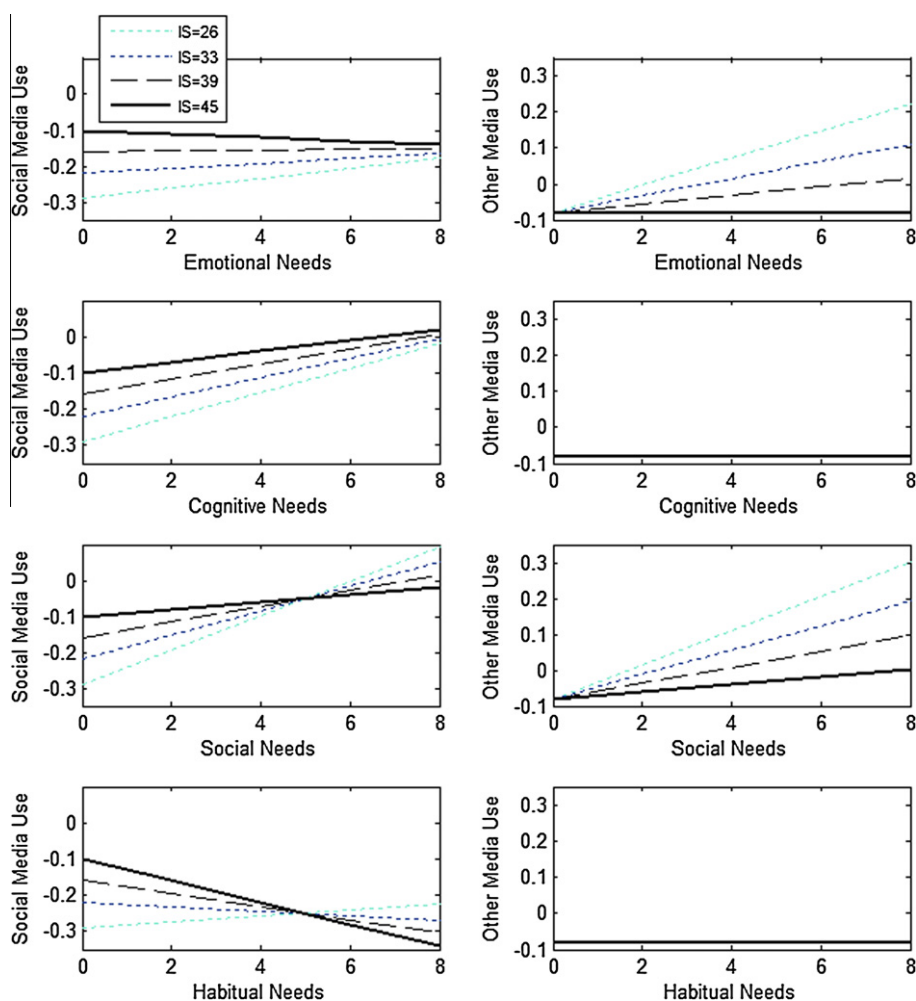 IS=26
IS=33
IS=39
IS=45
Social Media Use
0
-0.1
-0.2
-0.3
0 2 4 6 8
Emotional Needs
Other Media Use
0.3
0.2
0.1
0
-0.1
0 2 4 6 8
Emotional Needs
Social Media Use
0
-0.1
-0.2
-0.3
0 2 4 6 8
Cognitive Needs
Other Media Use
0.3
0.2
0.1
0
-0.1
0 2 4 6 8
Cognitive Needs
Social Media Use
0
-0.1
-0.2
-0.3
0 2 4 6 8
Social Needs
Other Media Use
0.3
0.2
0.1
0
-0.1
0 2 4 6 8
Social Needs
Social Media Use
0
-0.1
-0.2
-0.3
0 2 4 6 8
Habitual Needs
Other Media Use
0.3
0.2
0.1
0
-0.1
0 2 4 6 8
Habitual Needs